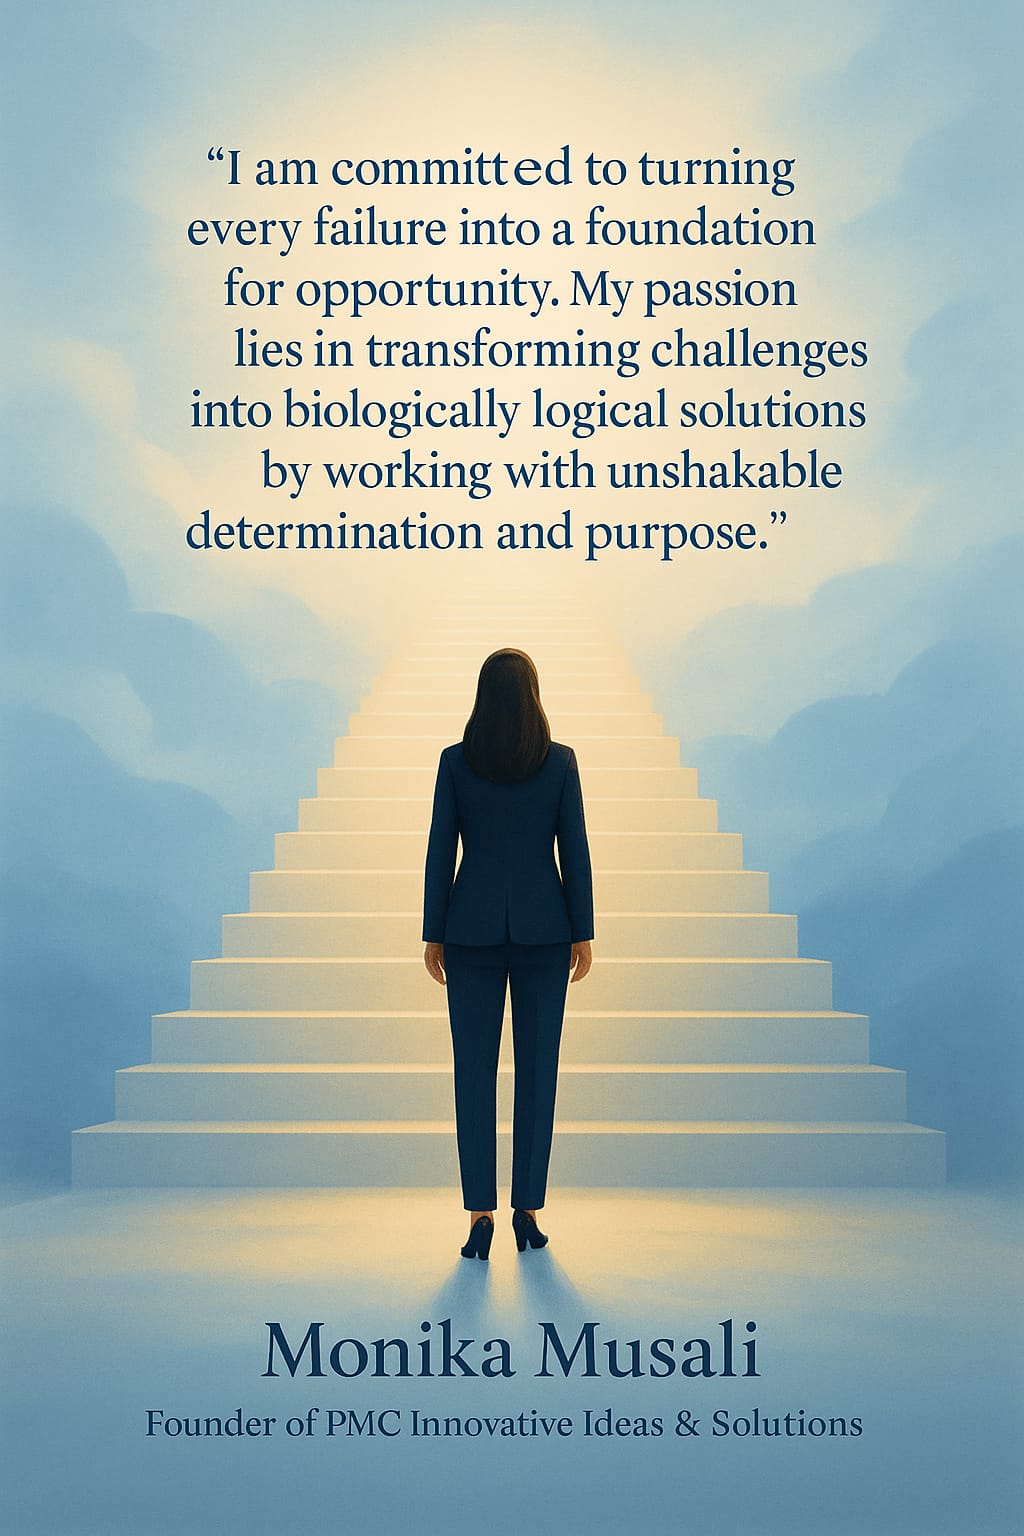 “I am committed to turning
every failure into a foundation
for opportunity. My passion
lies in transforming challenges
into biologically logical solutions
by working with unshakable
determination and purpose.”
Monika Musali
Founder of PMC Innovative Ideas & Solutions